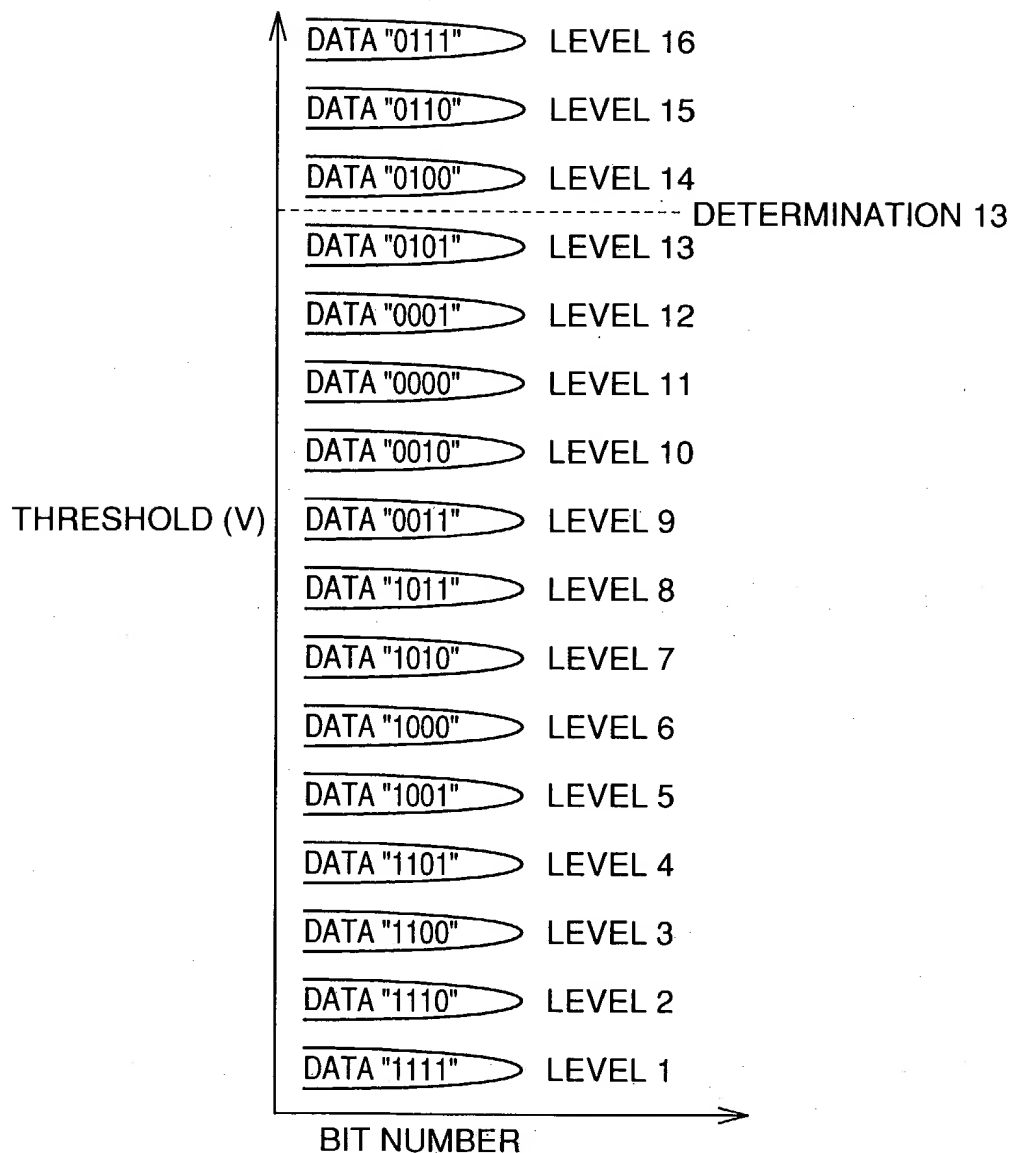 DATA "0111" LEVEL 16
DATA "0110" LEVEL 15
DATA "0100" LEVEL 14
DETERMINATION 13
DATA "0101" LEVEL 13
DATA "0001" LEVEL 12
DATA "0000" LEVEL 11
DATA "0010" LEVEL 10
THRESHOLD (V)
DATA "0011" LEVEL 9
DATA "1011" LEVEL 8
DATA "1010" LEVEL 7
DATA "1000" LEVEL 6
DATA "1001" LEVEL 5
DATA "1101" LEVEL 4
DATA "1100" LEVEL 3
DATA "1110" LEVEL 2
DATA "1111" LEVEL 1
BIT NUMBER